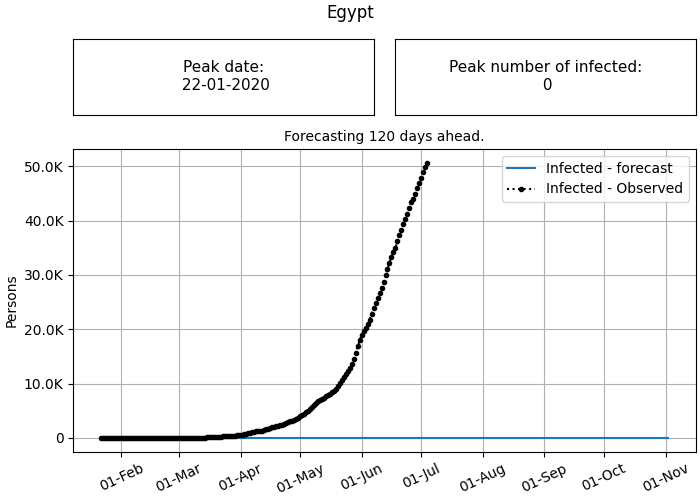 Egypt
Peak date:
22-01-2020
Peak number of infected:
0
Forecasting 120 days ahead.
Infected - forecast
Infected - Observed
Persons
50.0K
40.0K
30.0K
20.0K
10.0K
0
01-Feb
01-Mar
01-Apr
01-May
01-Jun
01-Jul
01-Aug
01-Sep
01-Oct
01-Nov